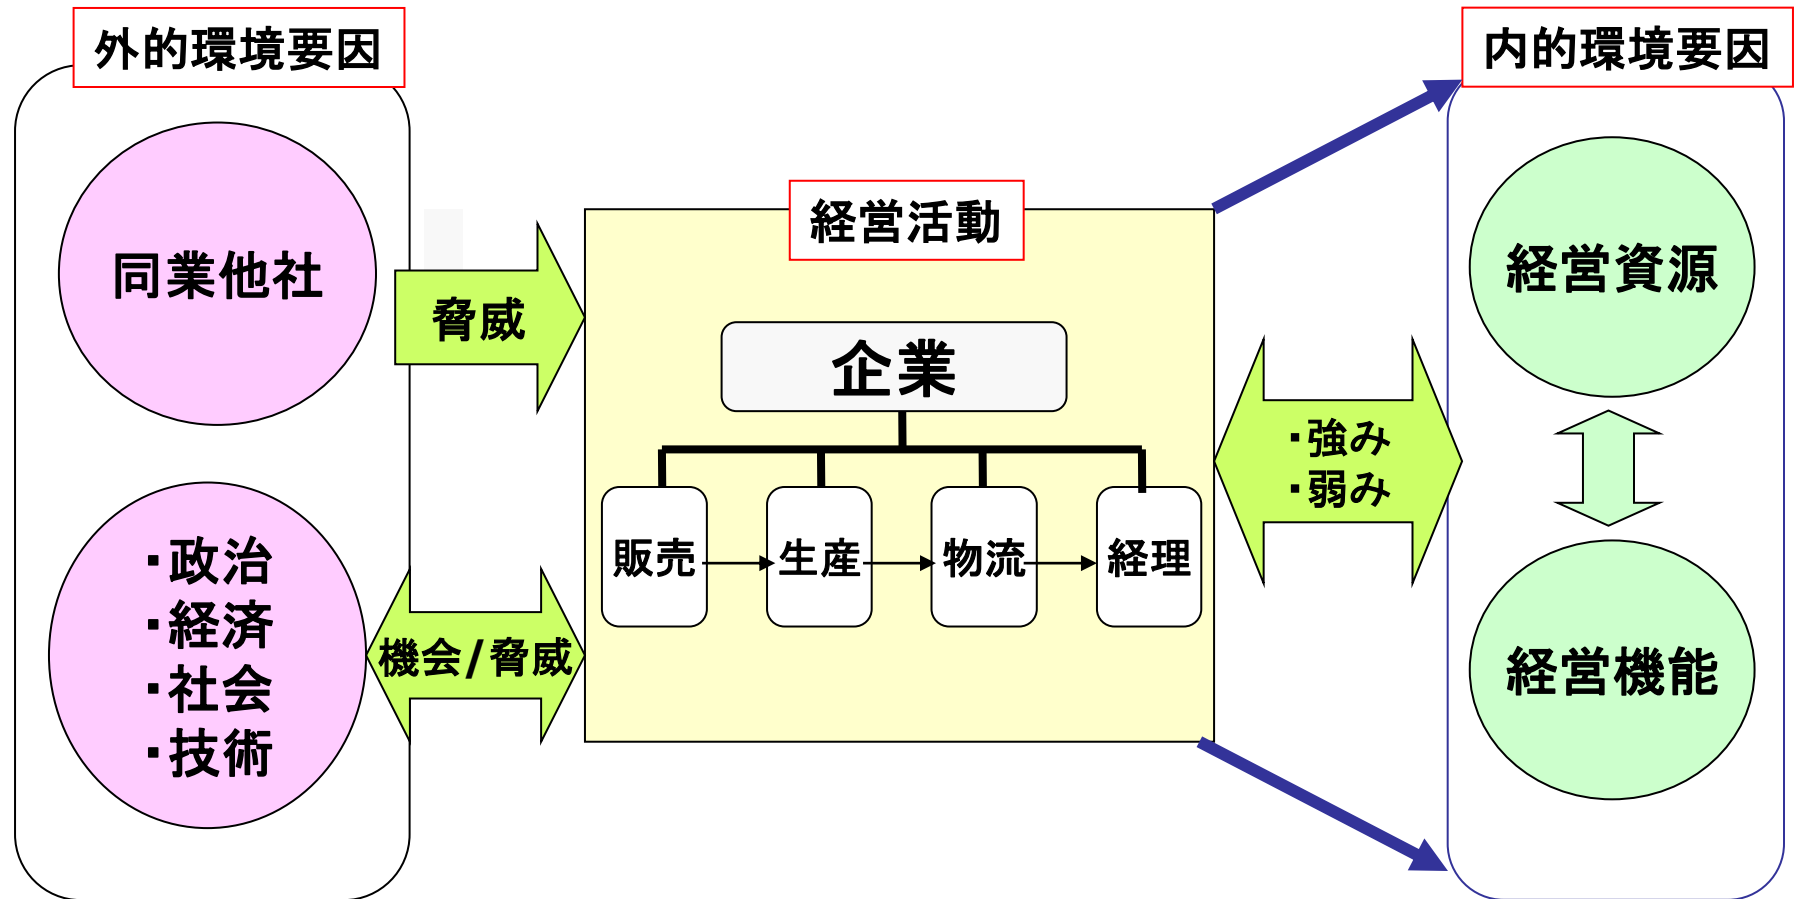 外的環境要因
同業他社
・政治
・経済
・社会
・技術
脅威
機会/脅威
経営活動
企業
販売
生産
物流
経理
・強み
・弱み
内的環境要因
経営資源
経営機能